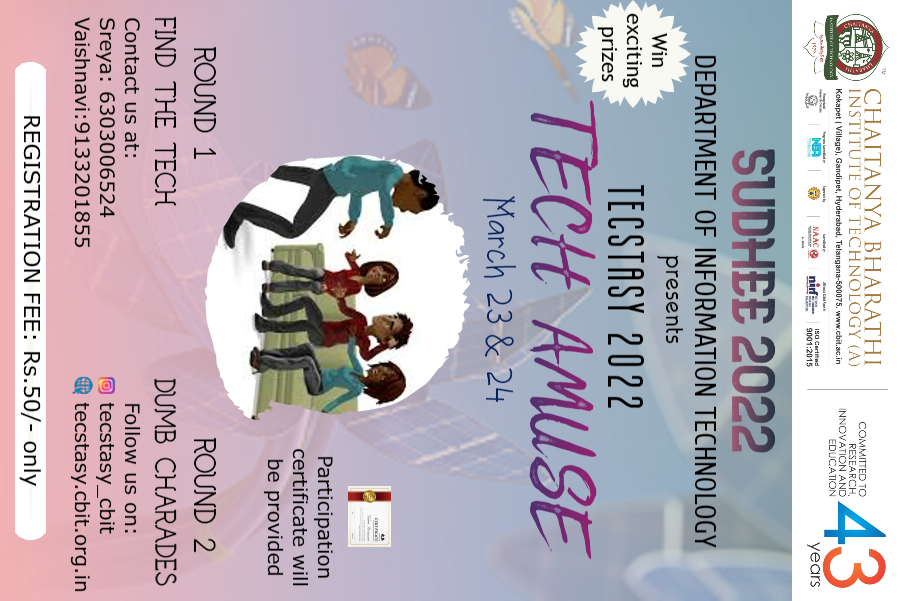 CHAITANYA BHARATHI
INSTITUTE OF TECHNOLOGY (A)
Kokapet ( Village), Gandipet, Hyderabad, Telangana-500075. www.cbit.ac.in
NBA
NAAC
nirf
ISO Certified
9001:2015
COMMITTED TO
RESEARCH,
INNOVATION AND
EDUCATION
43
years
SUDHEE 2022
DEPARTMENT OF INFORMATION TECHNOLOGY
presents
Win
exciting
prizes
TECSTASY 2022
TECH AMUSE
March 23 & 24
Participation
certificate will
be provided
ROUND 1
FIND THE TECH
ROUND 2
DUMB CHARADES
Contact us at:
Sreya: 6303006524
Vaishnavi:9133201855
Follow us on:
tecstasy_cbit
tecstasy.cbit.org.in
REGISTRATION FEE: Rs.50/- only